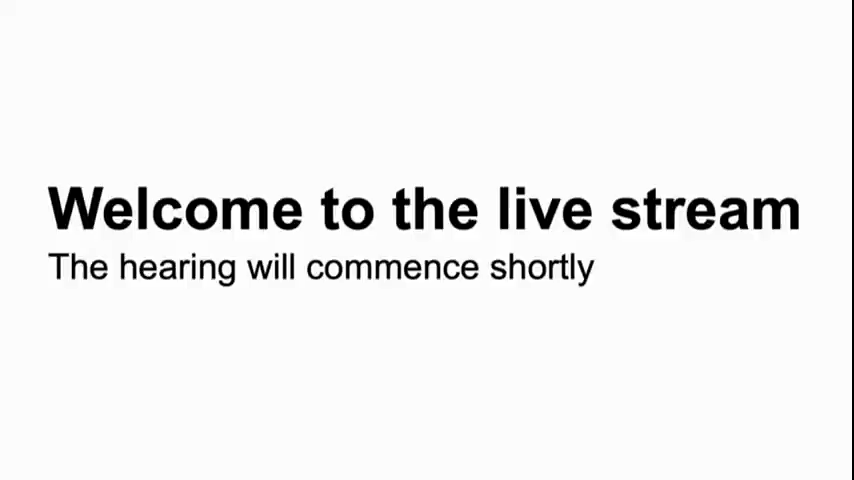 Welcome to the live stream
The hearing will commence shortly